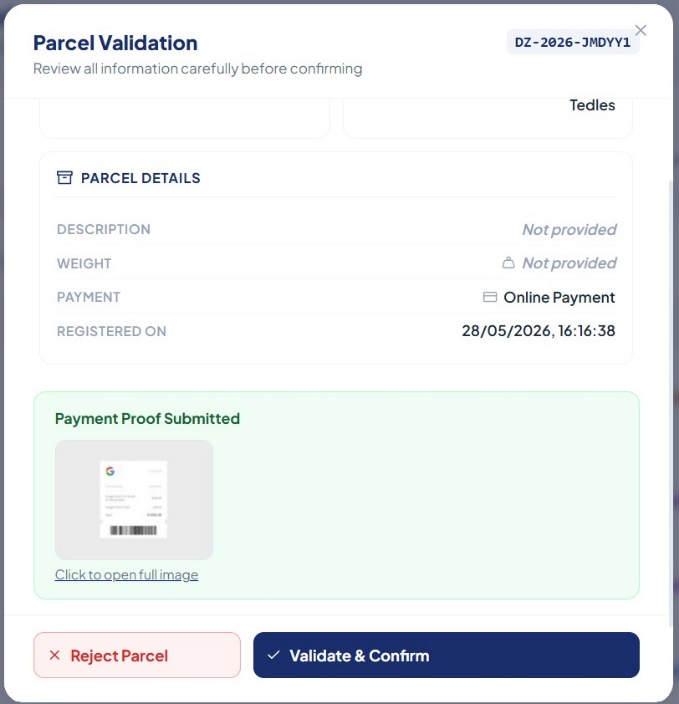 Parcel Validation
DZ-2026-JMDYY1
Review all information carefully before confirming
Tedles
PARCEL DETAILS
DESCRIPTION Not provided
WEIGHT Not provided
PAYMENT Online Payment
REGISTERED ON 28/05/2026, 16:16:38
Payment Proof Submitted
G
Click to open full image
Reject Parcel
Validate & Confirm